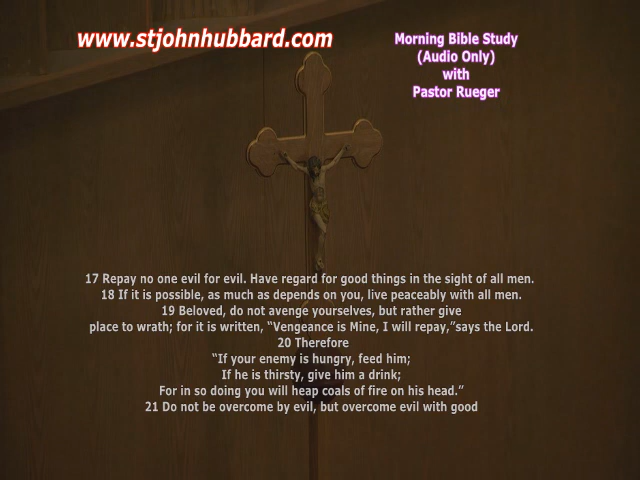 www.stjohnhubbard.com
Morning Bible Study
(Audio Only)
with
Pastor Rueger
17 Repay no one evil for evil. Have regard for good things in the sight of all men.
18 If it is possible, as much as depends on you, live peaceably with all men.
19 Beloved, do not avenge yourselves, but rather give
place to wrath; for it is written, “Vengeance is Mine, I will repay,”says the Lord.
20 Therefore
“If your enemy is hungry, feed him;
If he is thirsty, give him a drink;
For in so doing you will heap coals of fire on his head.”
21 Do not be overcome by evil, but overcome evil with good